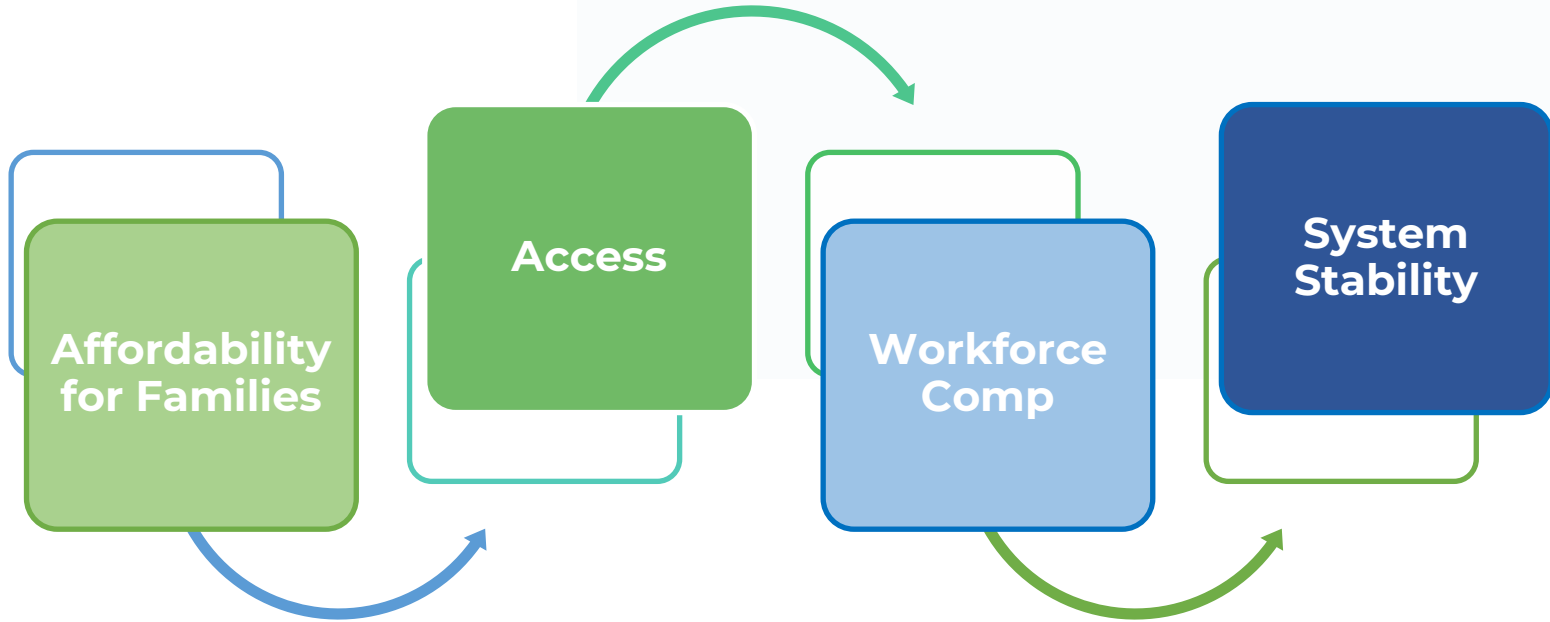 Affordability
for Families
Access
Workforce
Comp
System
Stability